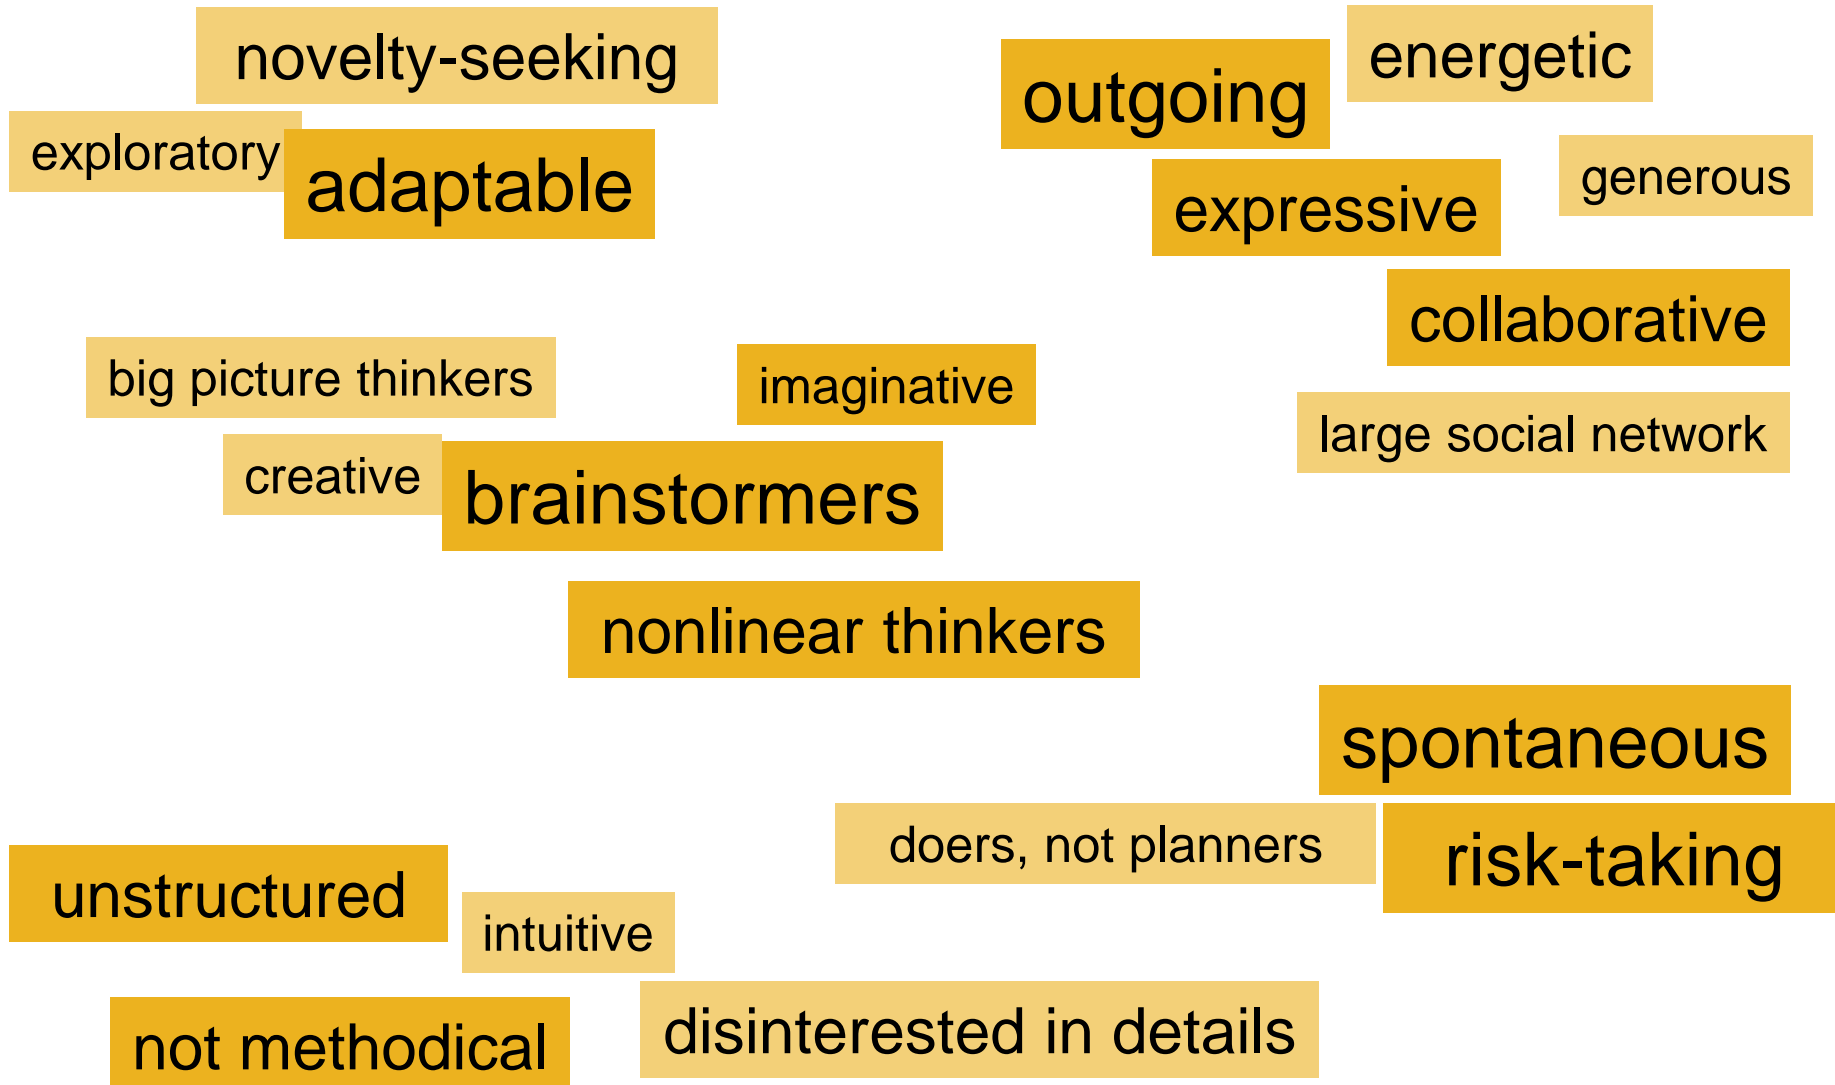 novelty-seeking
energetic
outgoing
exploratory
adaptable
generous
expressive
collaborative
big picture thinkers
imaginative
large social network
creative
brainstormers
nonlinear thinkers
spontaneous
doers, not planners
risk-taking
unstructured
intuitive
disinterested in details
not methodical